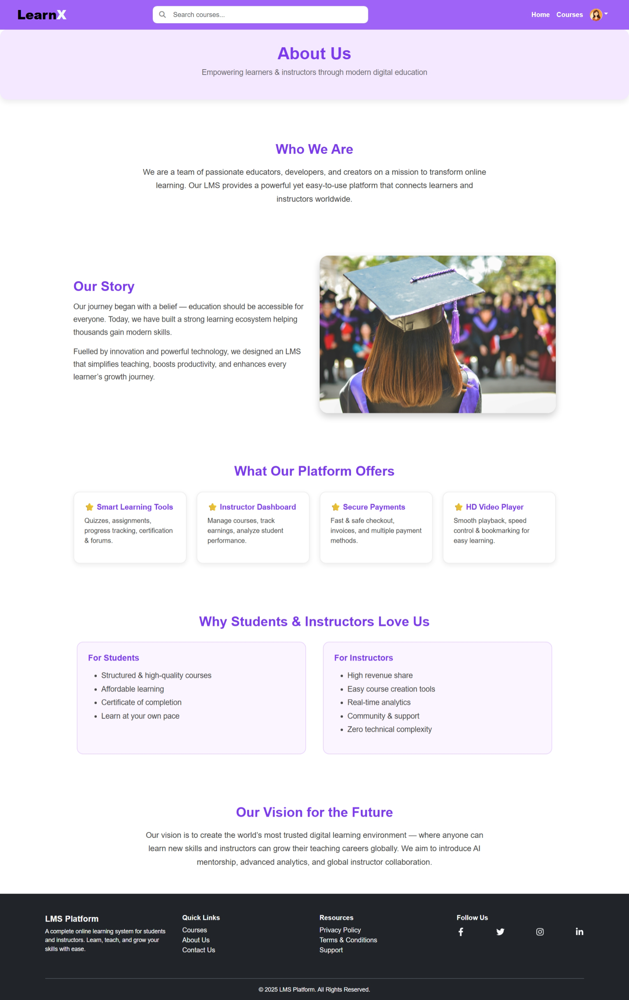 LearnX
Search courses...
Home
Courses
About Us
Empowering learners & instructors through modern digital education
Who We Are
We are a team of passionate educators, developers, and creators on a mission to transform online
learning. Our LMS provides a powerful yet easy-to-use platform that connects learners and
instructors worldwide.
Our Story
Our journey began with a belief — education should be accessible for
everyone. Today, we have built a strong learning ecosystem helping
thousands gain modern skills.
Fuelled by innovation and powerful technology, we designed an LMS
that simplifies teaching, boosts productivity, and enhances every
learner’s growth journey.
What Our Platform Offers
⭐ Smart Learning Tools
Quizzes, assignments,
progress tracking, certification
& forums.
⭐ Instructor Dashboard
Manage courses, track
earnings, analyze student
performance.
⭐ Secure Payments
Fast & safe checkout,
invoices, and multiple payment
methods.
⭐ HD Video Player
Smooth playback, speed
control & bookmarking for
easy learning.
Why Students & Instructors Love Us
For Students
• Structured & high-quality courses
• Affordable learning
• Certificate of completion
• Learn at your own pace
For Instructors
• High revenue share
• Easy course creation tools
• Real-time analytics
• Community & support
• Zero technical complexity
Our Vision for the Future
Our vision is to create the world’s most trusted digital learning environment — where anyone can
learn new skills and instructors can grow their teaching careers globally. We aim to introduce AI
mentorship, advanced analytics, and global instructor collaboration.
LMS Platform
A complete online learning system for students
and instructors. Learn, teach, and grow your
skills with ease.
Quick Links
Courses
About Us
Contact Us
Resources
Privacy Policy
Terms & Conditions
Support
Follow Us
© 2025 LMS Platform. All Rights Reserved.